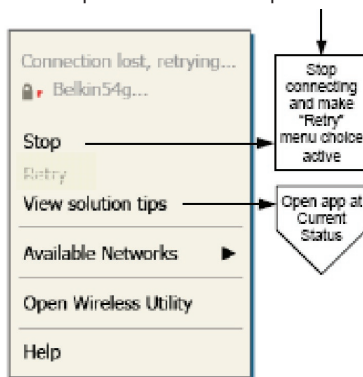 Connection lost, retrying...
Belkin54g...
Stop
Retry
View solution tips
Available Networks
Open Wireless Utility
Help
Stop
connecting
and make
"Retry"
menu choice
active
Open app at
Current
Status